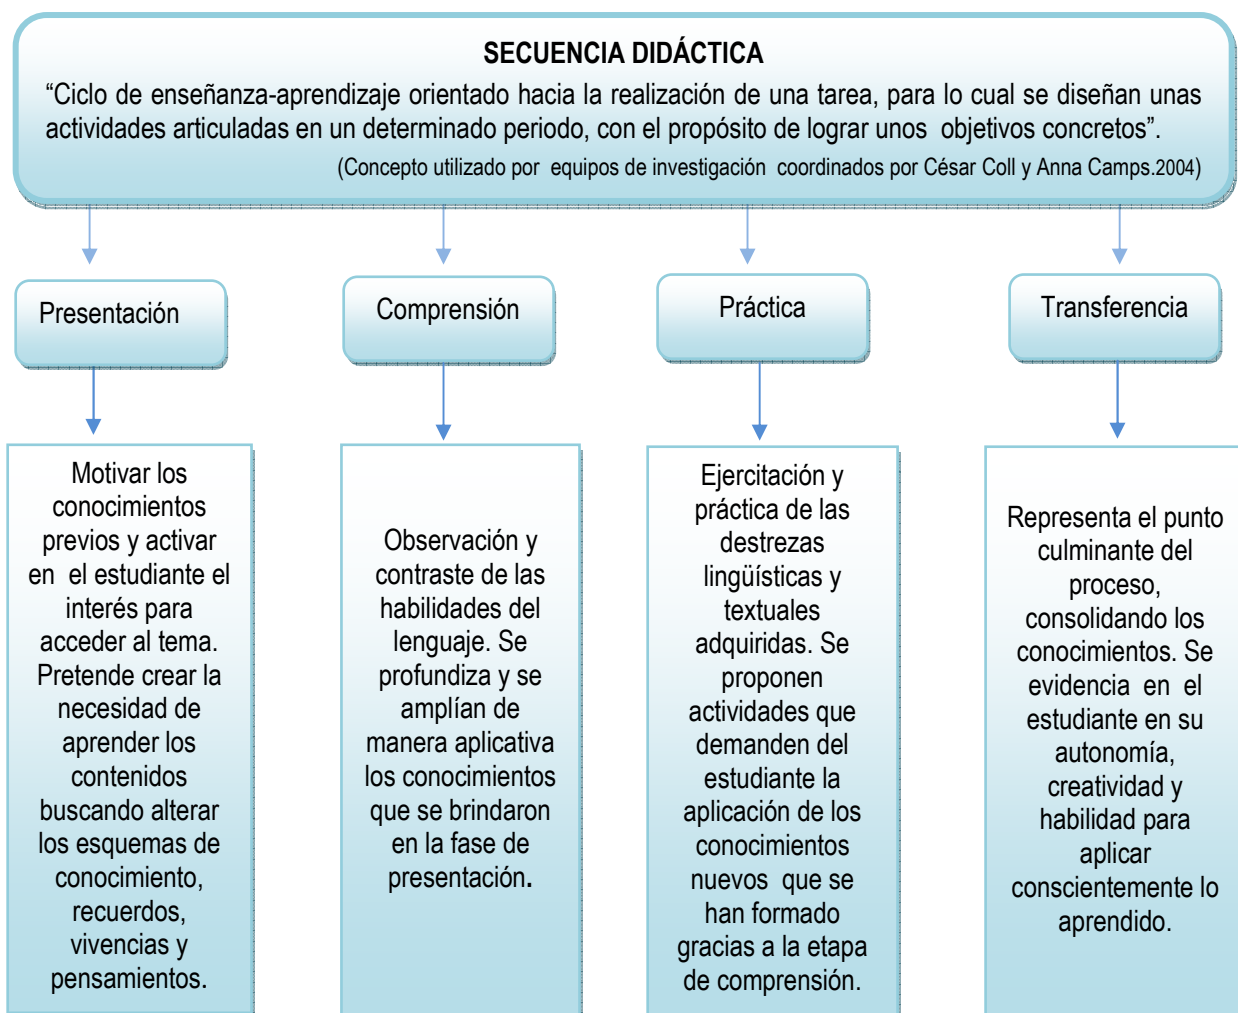 SECUENCIA DIDÁCTICA
“Ciclo de enseñanza-aprendizaje orientado hacia la realización de una tarea, para lo cual se diseñan unas
actividades articuladas en un determinado periodo, con el propósito de lograr unos objetivos concretos”.
(Concepto utilizado por equipos de investigación coordinados por César Coll y Anna Camps.2004)
Presentación
Comprensión
Práctica
Transferencia
Motivar los
conocimientos
previos y activar
en el estudiante el
interés para
acceder al tema.
Pretende crear la
necesidad de
aprender los
contenidos
buscando alterar
los esquemas de
conocimiento,
recuerdos,
vivencias y
pensamientos.
Observación y
contraste de las
habilidades del
lenguaje. Se
profundiza y se
amplían de
manera aplicativa
los conocimientos
que se brindaron
en la fase de
presentación.
Ejercitación y
práctica de las
destrezas
lingüísticas y
textuales
adquiridas. Se
proponen
actividades que
demanden del
estudiante la
aplicación de los
conocimientos
nuevos que se
han formado
gracias a la etapa
de comprensión.
Representa el punto
culminante del
proceso,
consolidando los
conocimientos. Se
evidencia en el
estudiante en su
autonomía,
creatividad y
habilidad para
aplicar
conscientemente lo
aprendido.